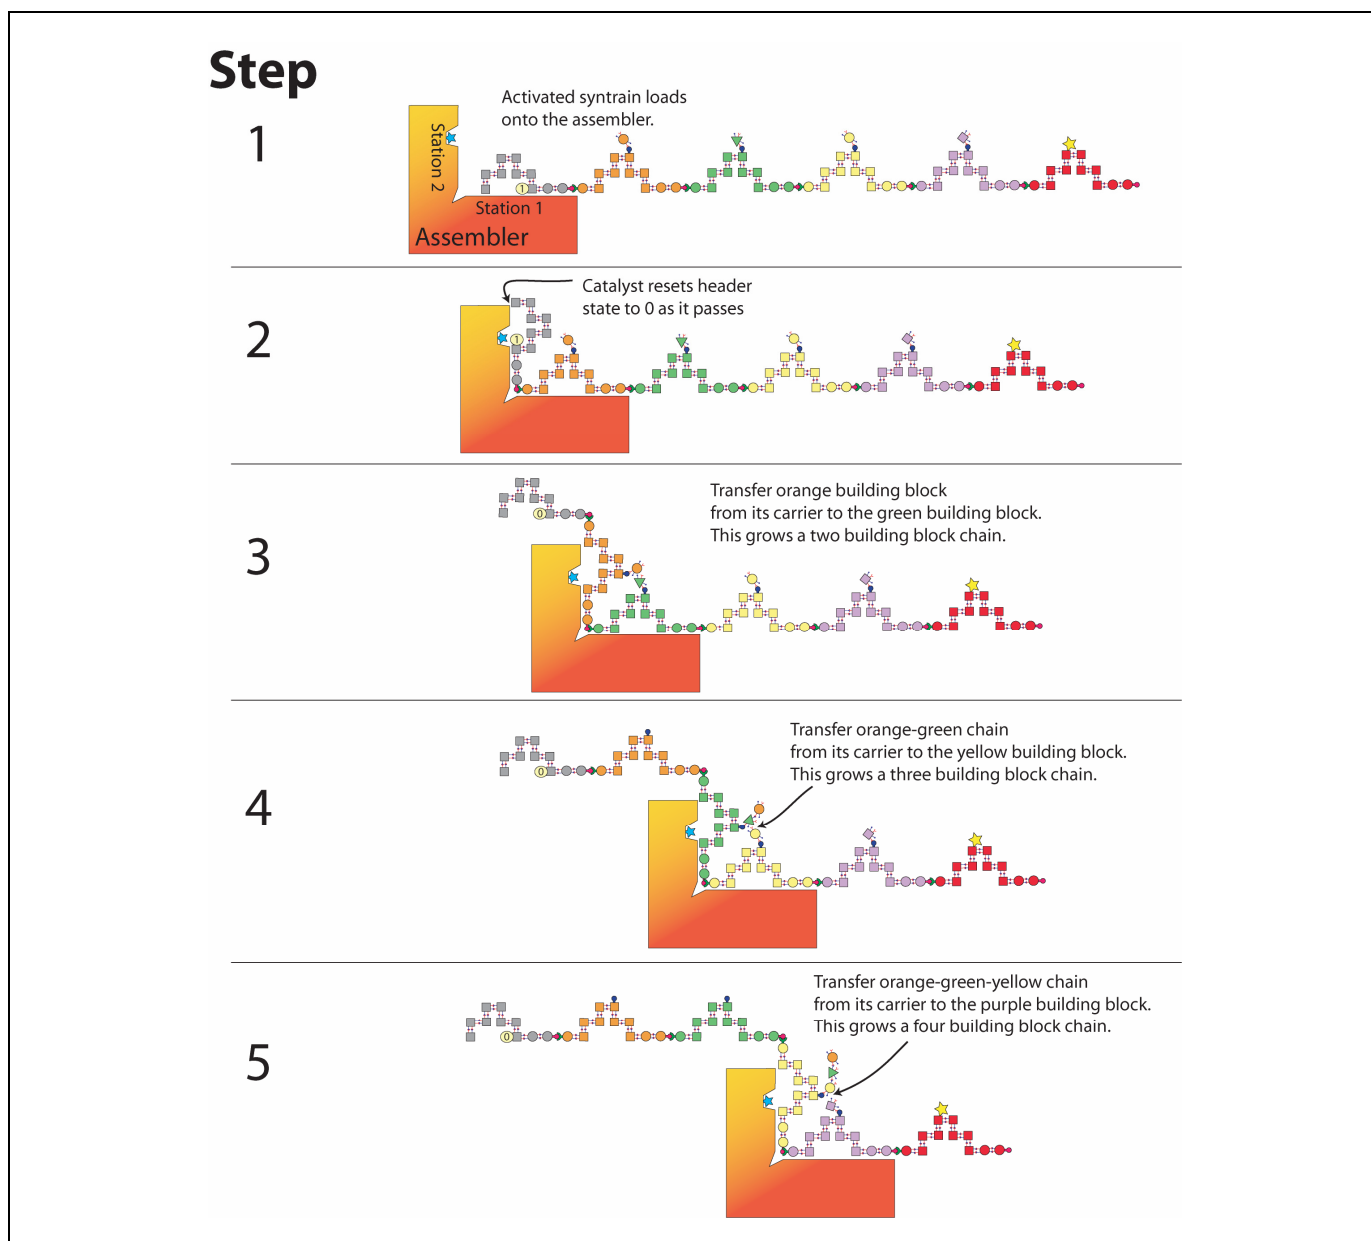 Step
1
Activated syntrain loads
onto the assembler.
Station 2
1
Station 1
Assembler
2
Catalyst resets header
state to 0 as it passes
1
3
Transfer orange building block
from its carrier to the green building block.
This grows a two building block chain.
0
4
Transfer orange-green chain
from its carrier to the yellow building block.
This grows a three building block chain.
0
5
Transfer orange-green-yellow chain
from its carrier to the purple building block.
This grows a four building block chain.
0